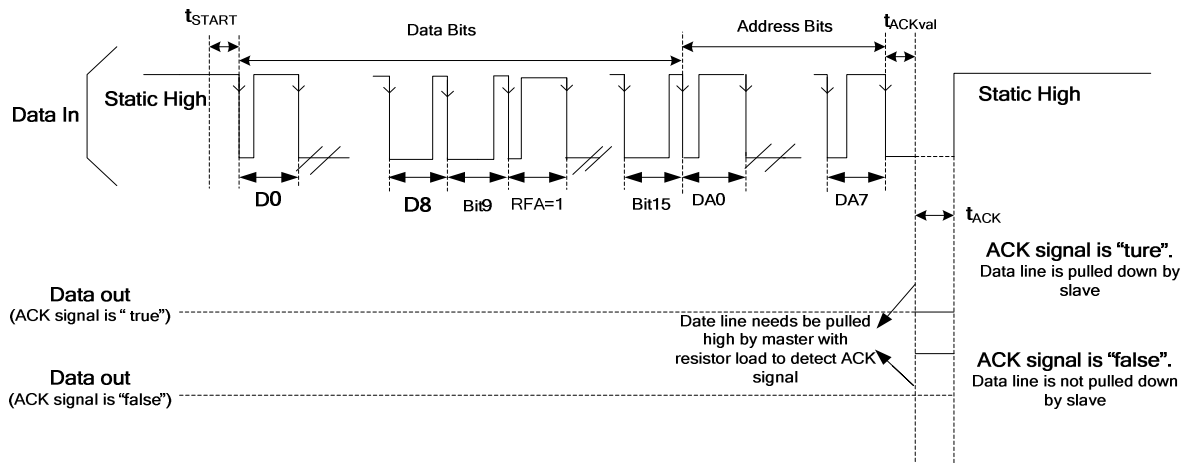 tSTART
Data Bits
Address Bits
tACKval
Data In
Static High
Static High
D0
D8
Bit9
RFA=1
Bit15
DA0
DA7
tACK
ACK signal is “ture”.
Data line is pulled down by
slave
Data out
(ACK signal is “ true”)
Date line needs be pulled
high by master with
resistor load to detect ACK
signal
ACK signal is “false”.
Data line is not pulled down
by slave
Data out
(ACK signal is “false”)